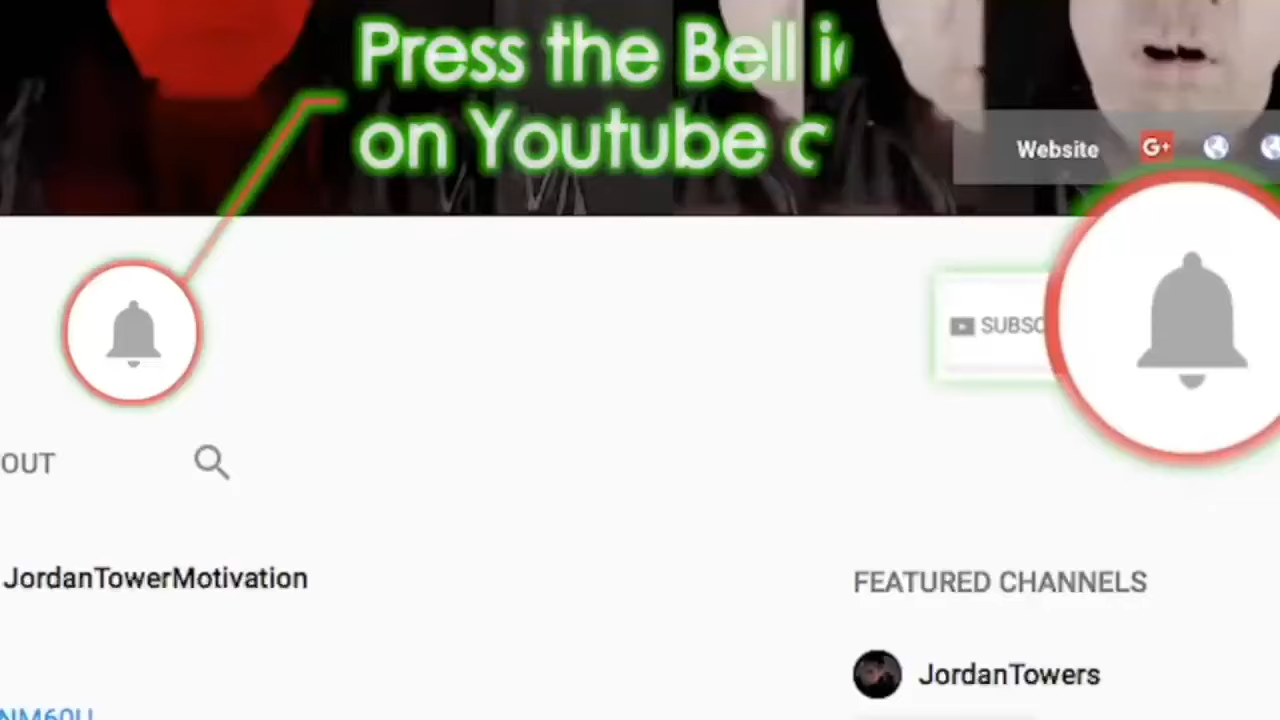 Press the Bell
on Youtube
Website
G+
SUBSC
OUT
JordanTowerMotivation
FEATURED CHANNELS
JordanTowers